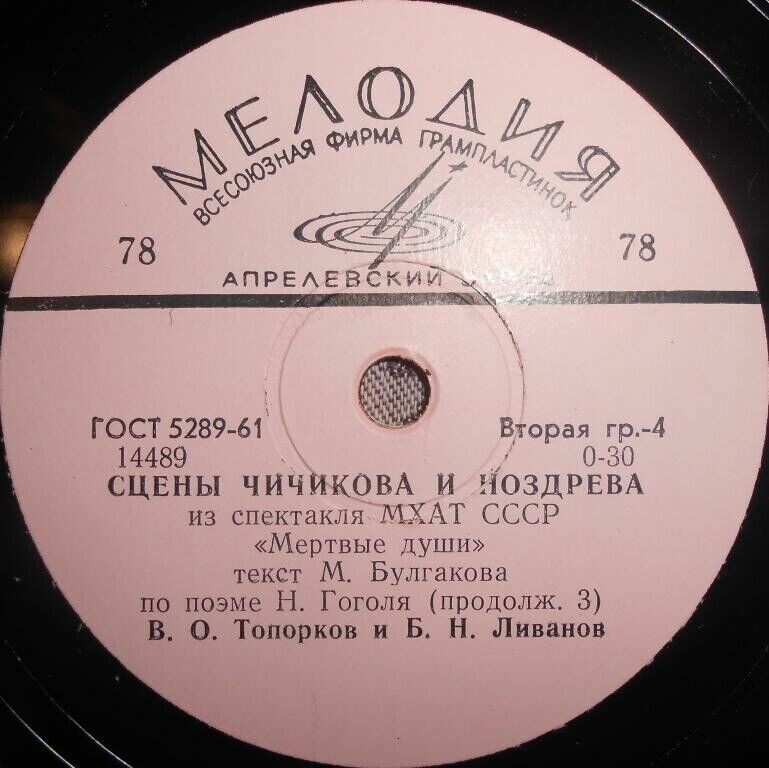 МЕЛОДИЯ
ВСЕСОЮЗНАЯ ФИРМА ГРАМПЛАСТИНОК
78 78
АПРЕЛЕВСКИЙ ЗАВОД
ГОСТ 5289-61 Вторая гр.-4
14489 0-30
СЦЕНЫ ЧИЧИКОВА И НОЗДРЕВА
из спектакля МХАТ СССР
«Мертвые души»
текст М. Булгакова
по поэме Н. Гоголя (продолж. 3)
В. О. Топорков и Б. Н. Ливанов